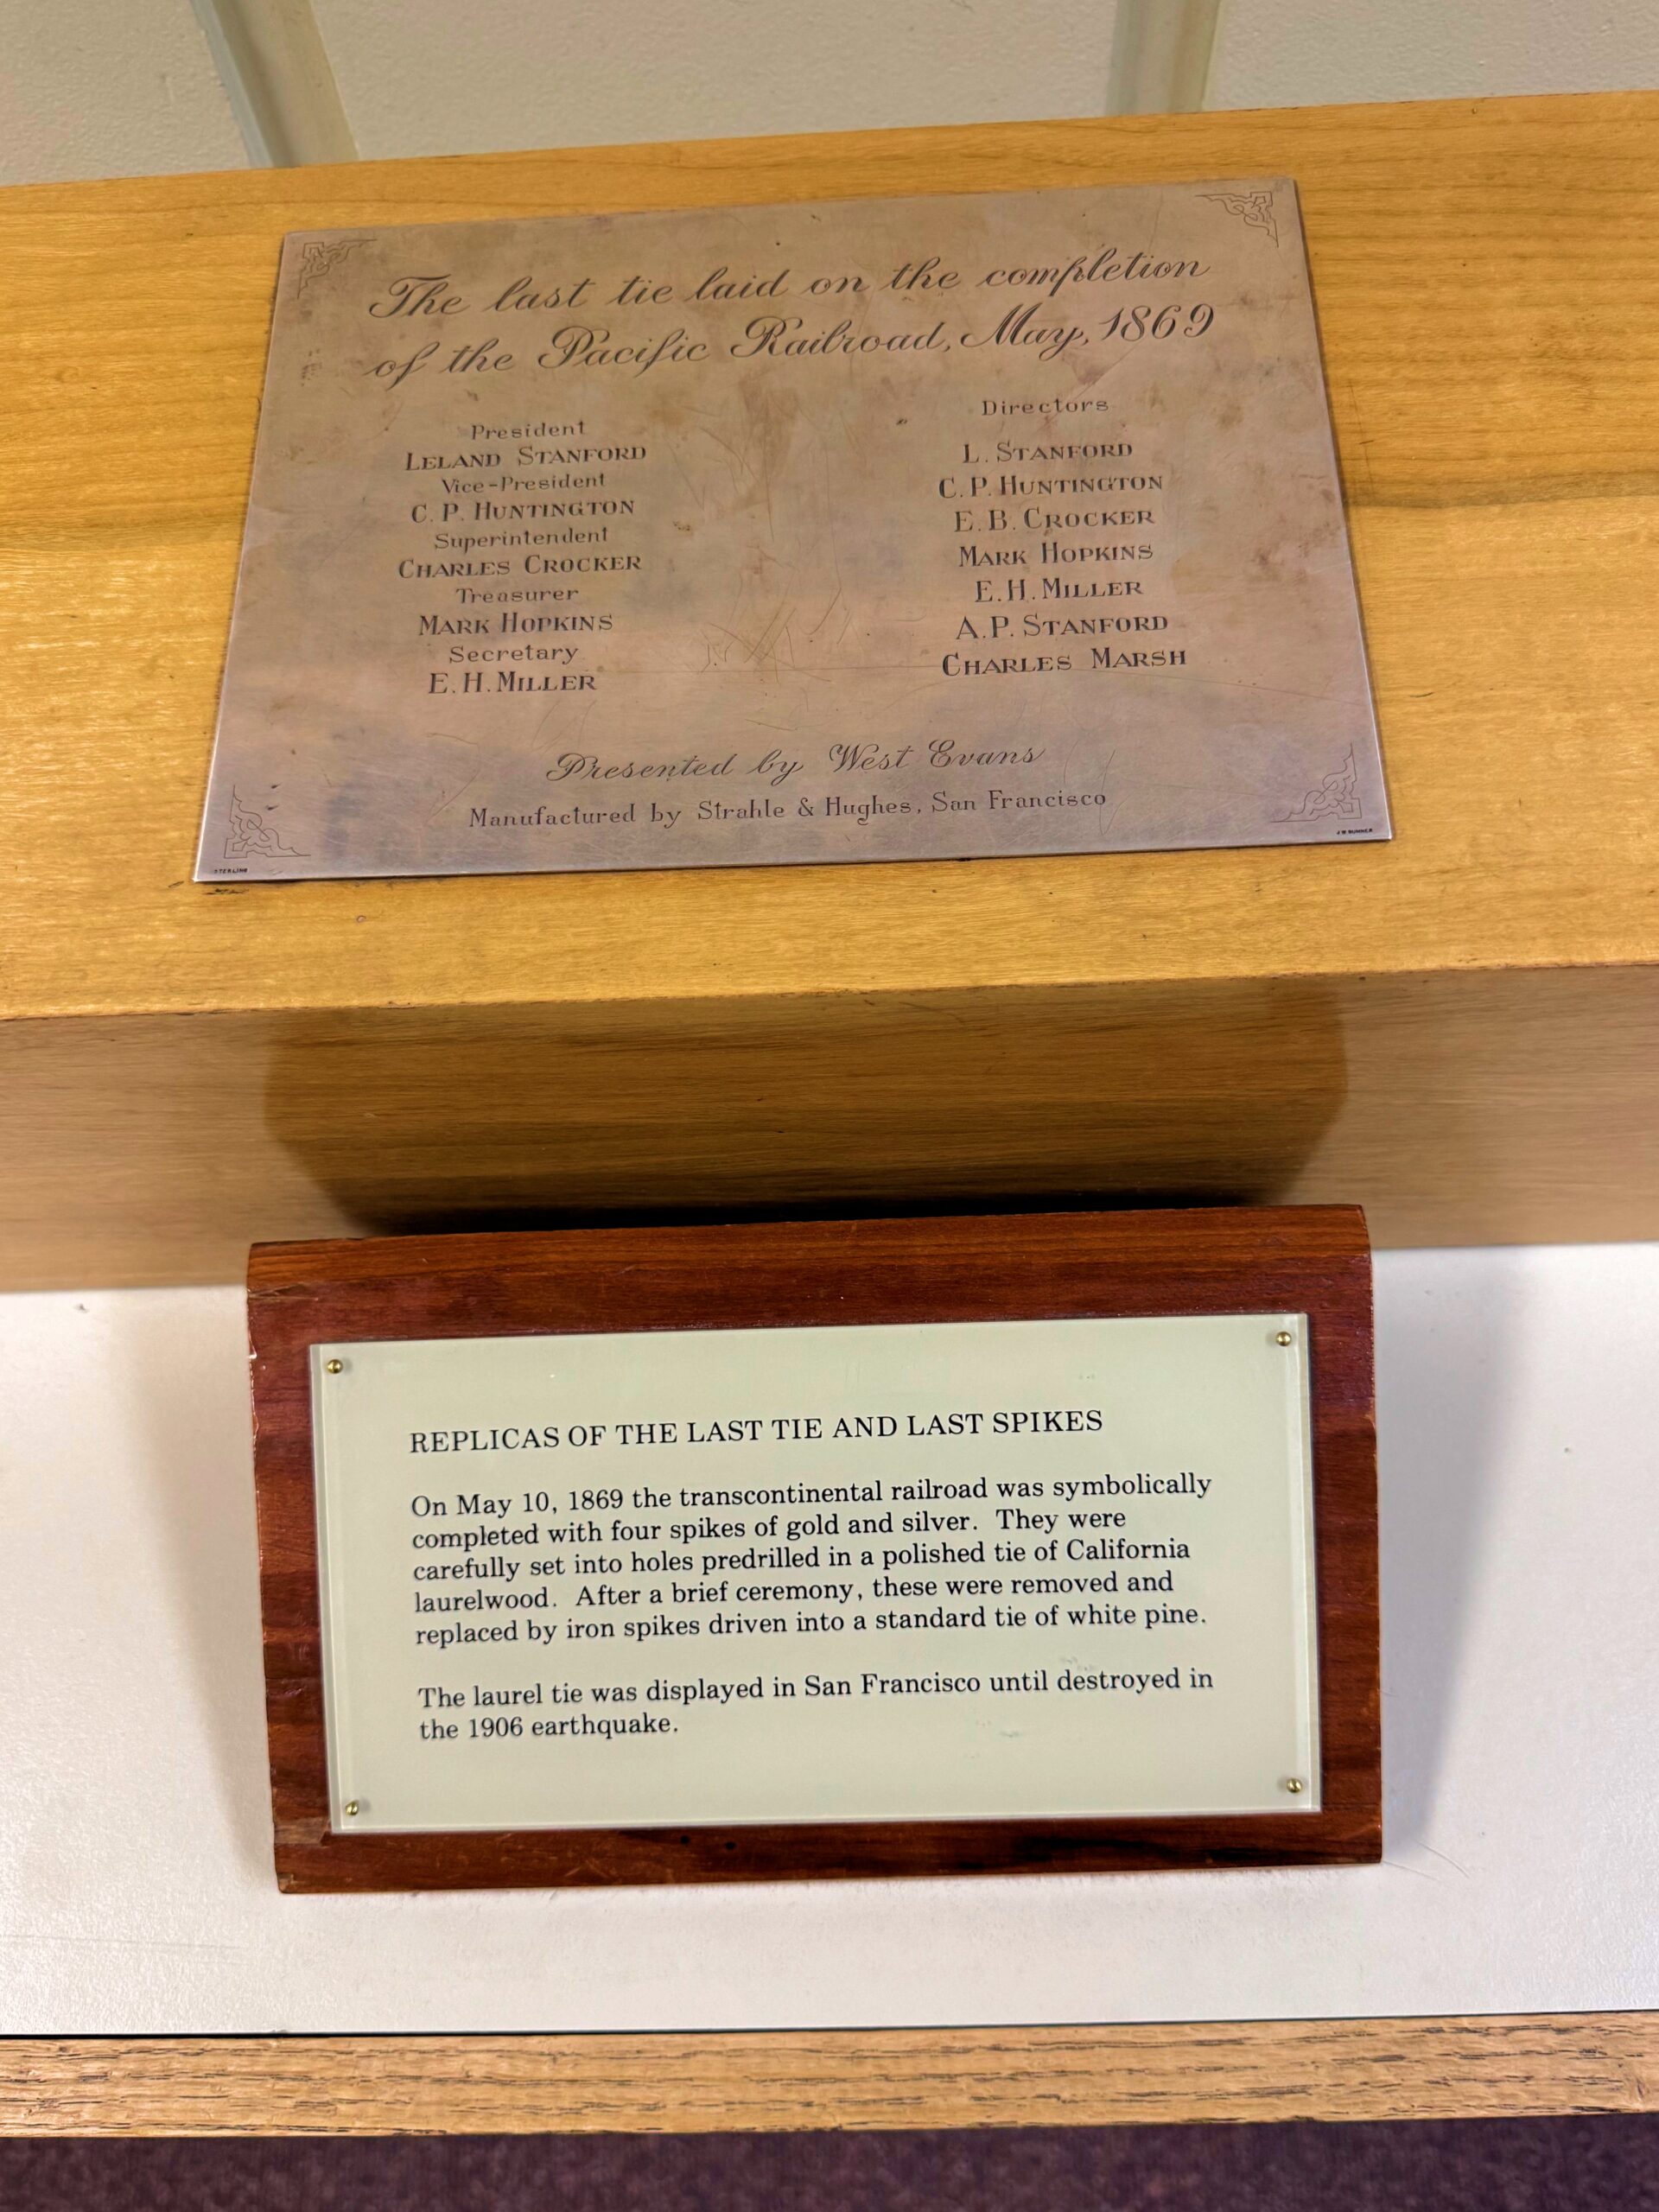 The last tie laid on the completion
of the Pacific Railroad, May, 1869
President
LELAND STANFORD
Vice-President
C. P. HUNTINGTON
Superintendent
CHARLES CROCKER
Treasurer
MARK HOPKINS
Secretary
E. H. MILLER
Directors
L. STANFORD
C. P. HUNTINGTON
E. B. CROCKER
MARK HOPKINS
E. H. MILLER
A. P. STANFORD
CHARLES MARSH
Presented by West Evans
Manufactured by Strahle & Hughes, San Francisco
STERLING
REPLICAS OF THE LAST TIE AND LAST SPIKES
On May 10, 1869 the transcontinental railroad was symbolically
completed with four spikes of gold and silver. They were
carefully set into holes predrilled in a polished tie of California
laurelwood. After a brief ceremony, these were removed and
replaced by iron spikes driven into a standard tie of white pine.
The laurel tie was displayed in San Francisco until destroyed in
the 1906 earthquake.